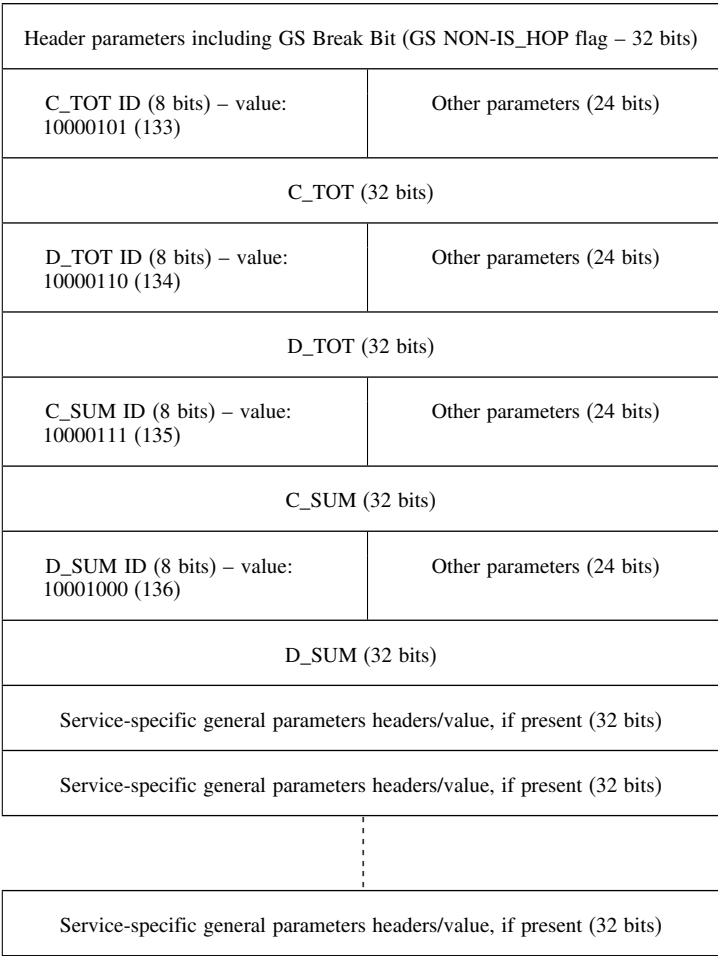 Header parameters including GS Break Bit (GS NON-IS_HOP flag – 32 bits)
C_TOT ID (8 bits) – value:
10000101 (133)
Other parameters (24 bits)
C_TOT (32 bits)
D_TOT ID (8 bits) – value:
10000110 (134)
Other parameters (24 bits)
D_TOT (32 bits)
C_SUM ID (8 bits) – value:
10000111 (135)
Other parameters (24 bits)
C_SUM (32 bits)
D_SUM ID (8 bits) – value:
10001000 (136)
Other parameters (24 bits)
D_SUM (32 bits)
Service-specific general parameters headers/value, if present (32 bits)
Service-specific general parameters headers/value, if present (32 bits)
Service-specific general parameters headers/value, if present (32 bits)